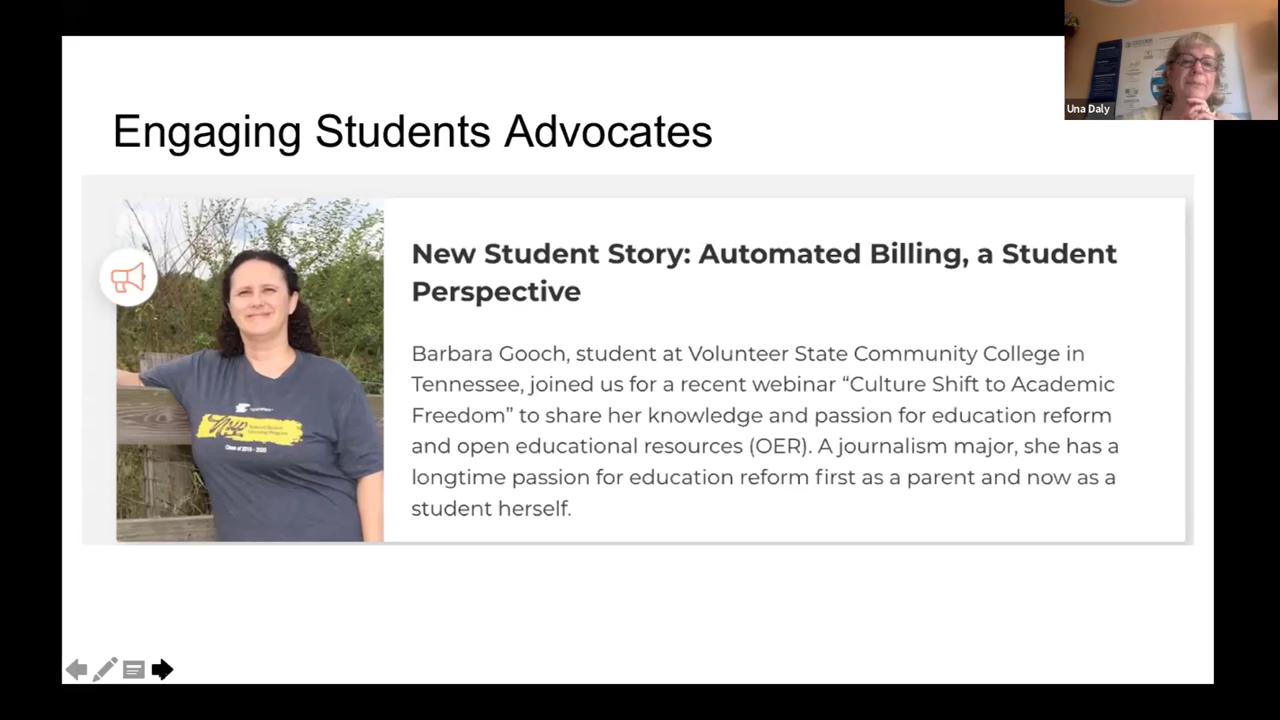 Una Daly
Engaging Students Advocates
New Student Story: Automated Billing, a Student
Perspective
Barbara Gooch, student at Volunteer State Community College in
Tennessee, joined us for a recent webinar “Culture Shift to Academic
Freedom” to share her knowledge and passion for education reform
and open educational resources (OER). A journalism major, she has a
longtime passion for education reform first as a parent and now as a
student herself.